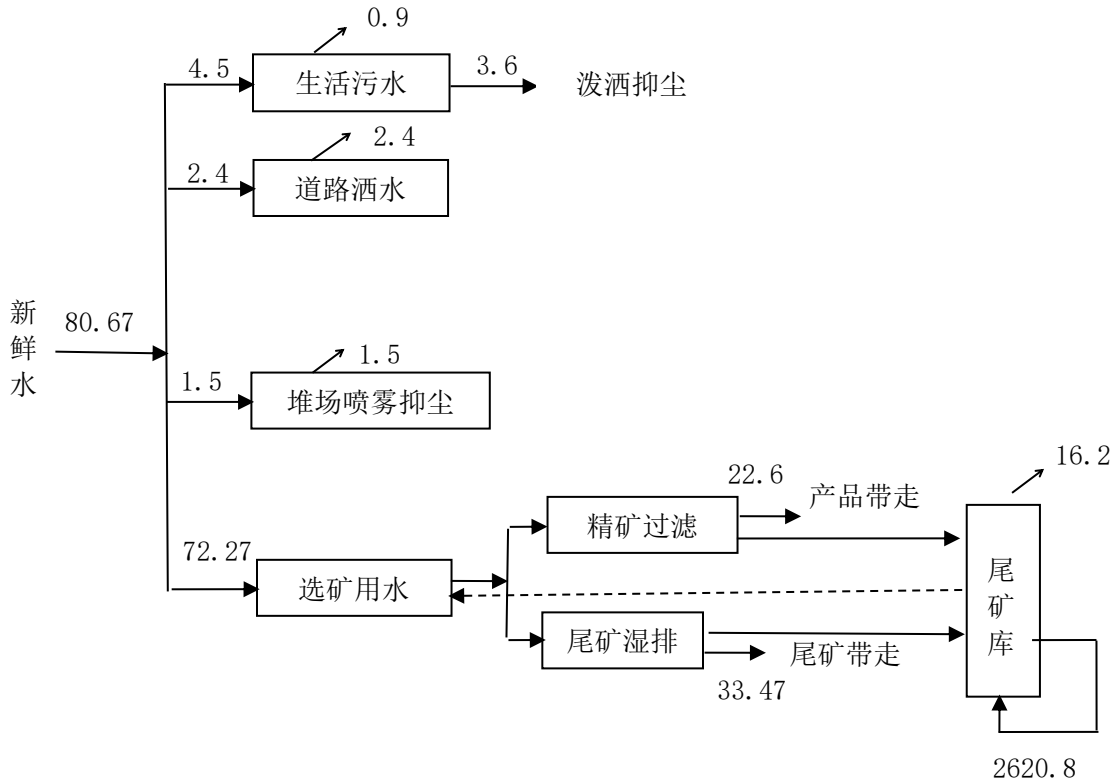 0.9
4.5
生活污水
3.6
泼洒抑尘
2.4
2.4
道路洒水
新鲜水
80.67
1.5
1.5
堆场喷雾抑尘
16.2
22.6
产品带走
精矿过滤
72.27
选矿用水
尾矿库
尾矿湿排
尾矿带走
33.47
2620.8